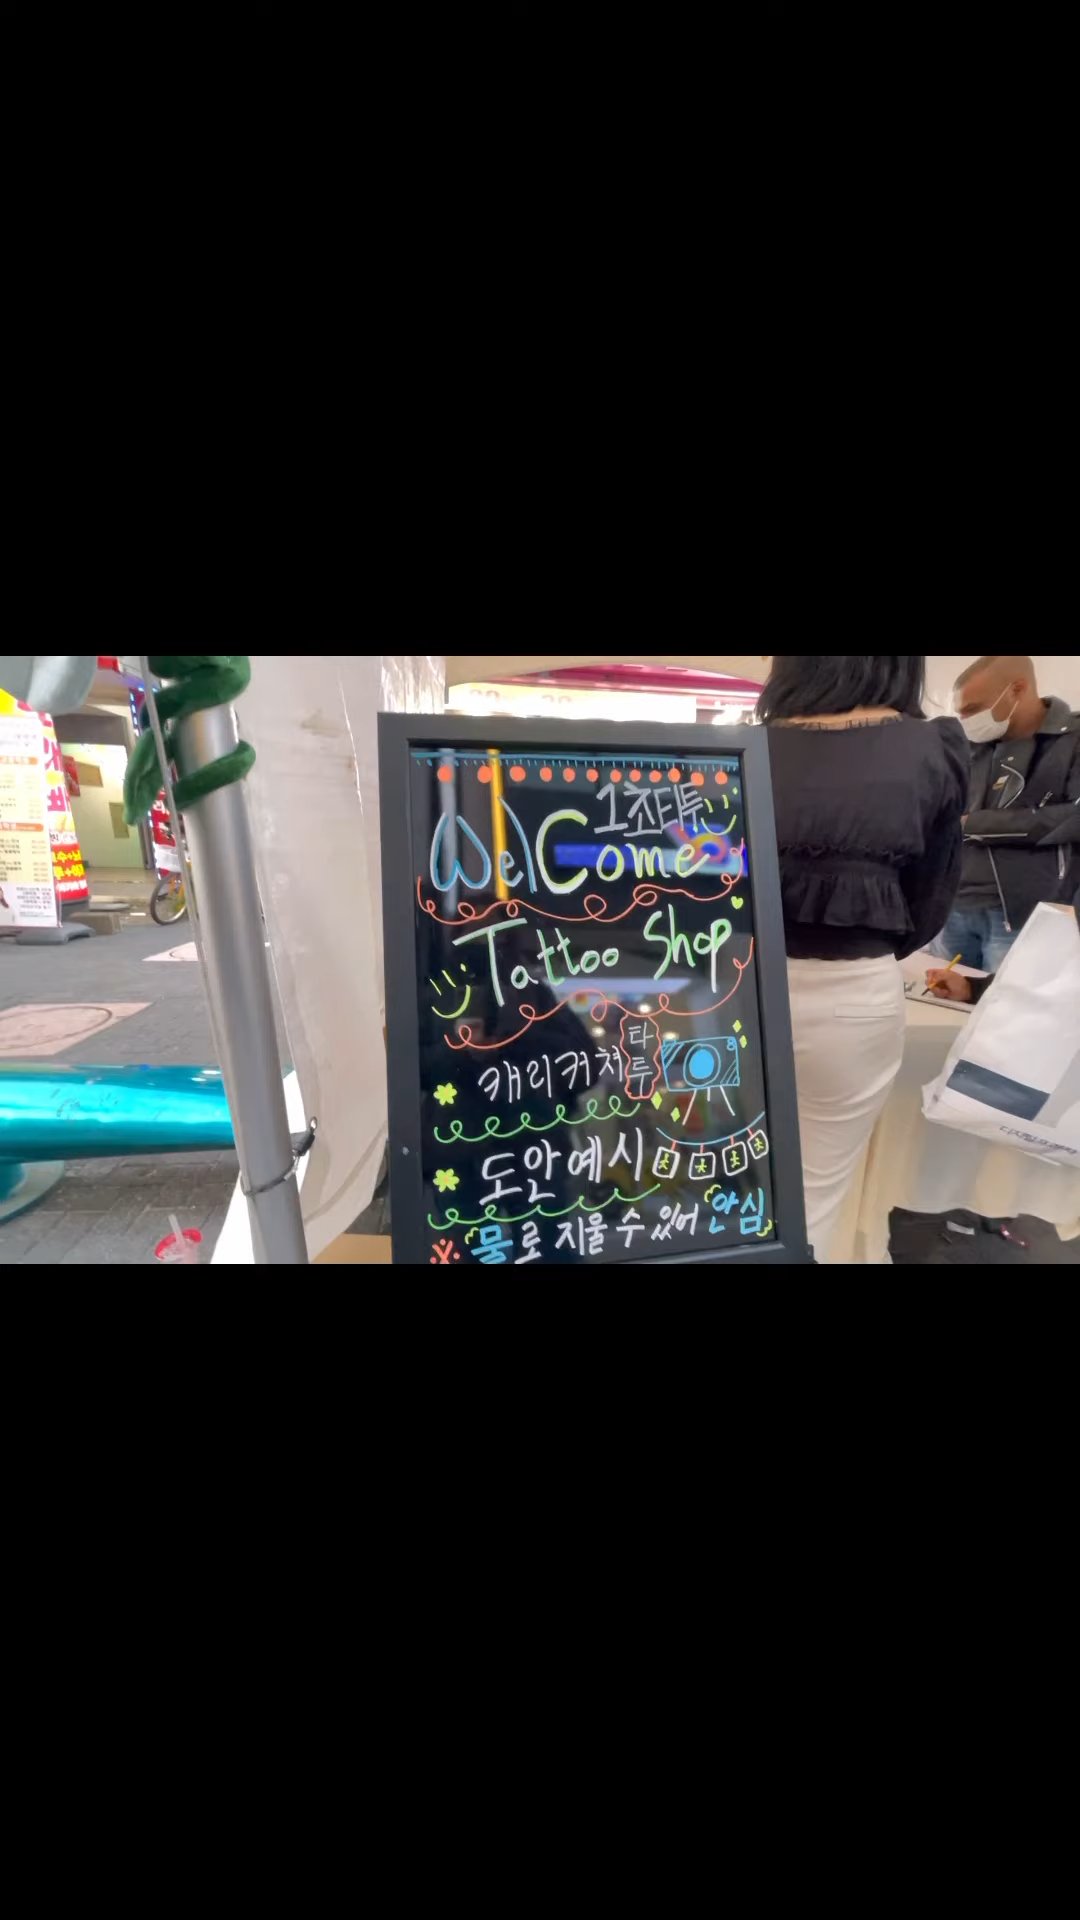 1초타투
Welcome
Tattoo Shop
캐리커쳐 타투
도안예시
※ 물로 지울 수 있어 안심